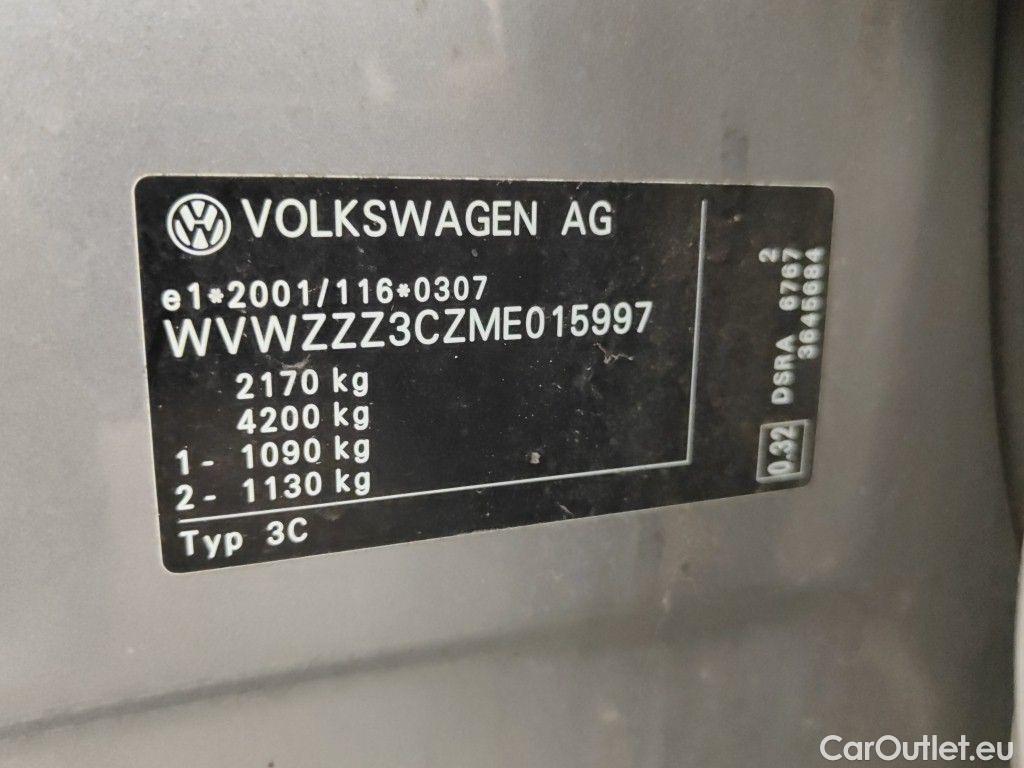 VOLKSWAGEN AG
e1*2001/116*0307
WVWZZZ3CZME015997
2170 kg
4200 kg
1- 1090 kg
2- 1130 kg
Typ 3C
0.32
DSRA 6767 2
3645684
CarOutlet.eu